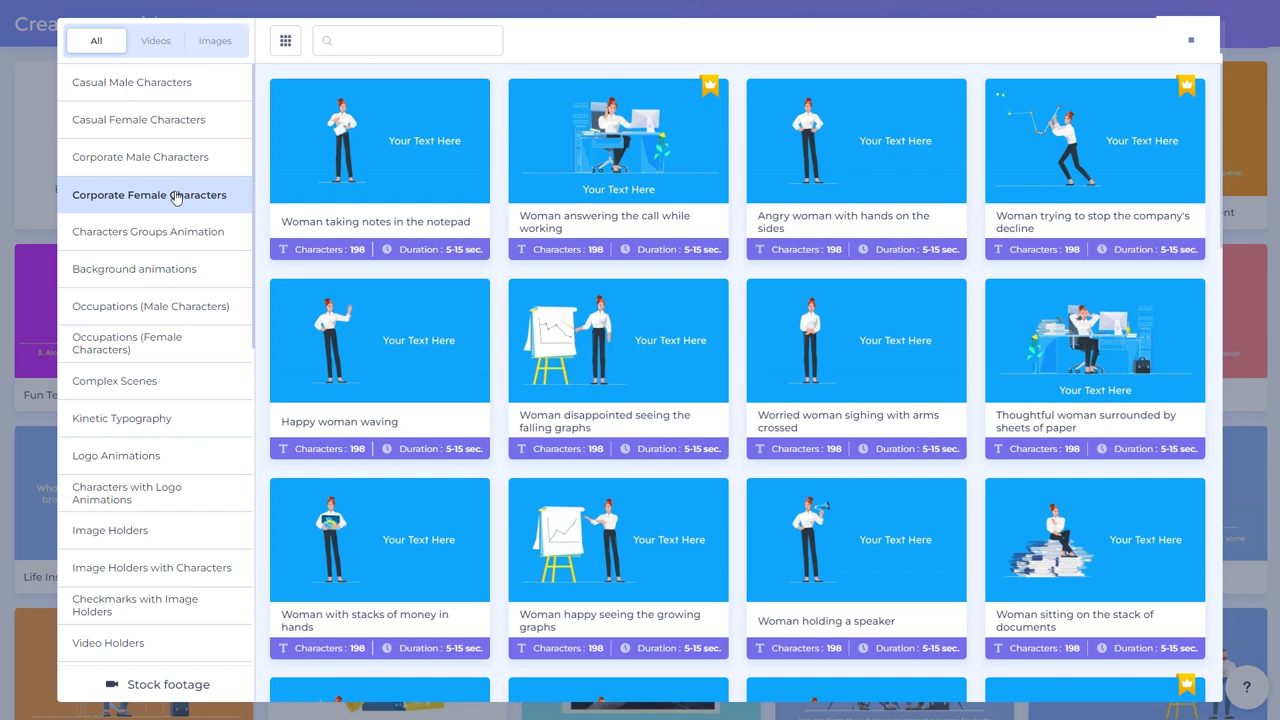 Crea
All
Videos
Images
Casual Male Characters
Casual Female Characters
Corporate Male Characters
Corporate Female Characters
Characters Groups Animation
Background animations
Occupations (Male Characters)
Occupations (Female
Characters)
Complex Scenes
Kinetic Typography
Logo Animations
Characters with Logo
Animations
Image Holders
Image Holders with Characters
Checkmarks with Image
Holders
Video Holders
Stock footage
Your Text Here
Woman taking notes in the notepad
Characters : 198 Duration : 5-15 sec.
Your Text Here
Woman answering the call while
working
Characters : 198 Duration : 5-15 sec.
Your Text Here
Angry woman with hands on the
sides
Characters : 198 Duration : 5-15 sec.
Your Text Here
Woman trying to stop the company's
decline
Characters : 198 Duration : 5-15 sec.
Your Text Here
Happy woman waving
Characters : 198 Duration : 5-15 sec.
Your Text Here
Woman disappointed seeing the
falling graphs
Characters : 198 Duration : 5-15 sec.
Your Text Here
Worried woman sighing with arms
crossed
Characters : 198 Duration : 5-15 sec.
Your Text Here
Thoughtful woman surrounded by
sheets of paper
Characters : 198 Duration : 5-15 sec.
Your Text Here
Woman with stacks of money in
hands
Characters : 198 Duration : 5-15 sec.
Your Text Here
Woman happy seeing the growing
graphs
Characters : 198 Duration : 5-15 sec.
Your Text Here
Woman holding a speaker
Characters : 198 Duration : 5-15 sec.
Your Text Here
Woman sitting on the stack of
documents
Characters : 198 Duration : 5-15 sec.
3. Alc
Fun Te
Who
Life Ins
nt
some
?